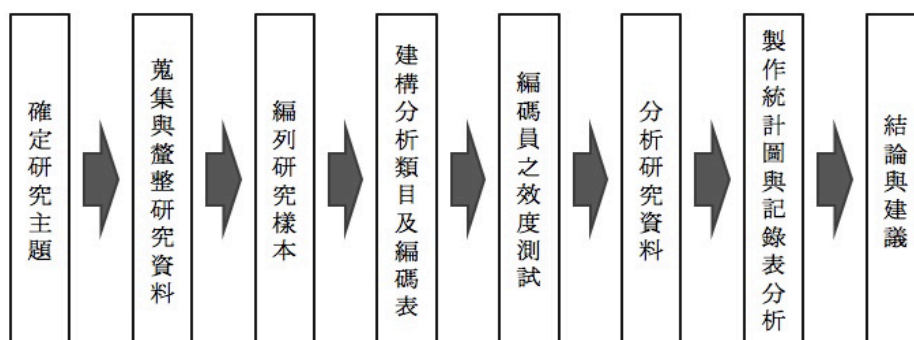 確定研究主題
蒐集與釐整研究資料
編列研究樣本
建構分析類目及編碼表
編碼員之效度測試
分析研究資料
製作統計圖與記錄表分析
結論與建議